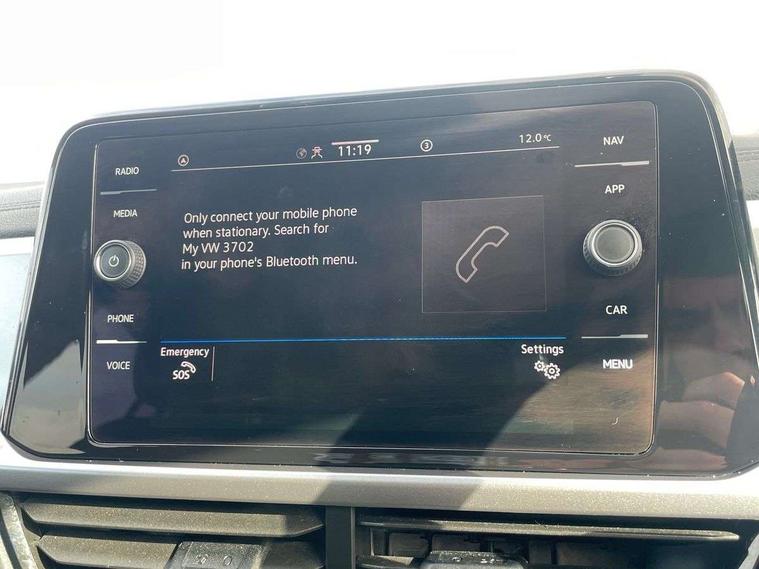 RADIO
MEDIA
PHONE
VOICE
11:19
3
12.0°C
Only connect your mobile phone
when stationary. Search for
My VW 3702
in your phone's Bluetooth menu.
Emergency
SOS
Settings
NAV
APP
CAR
MENU